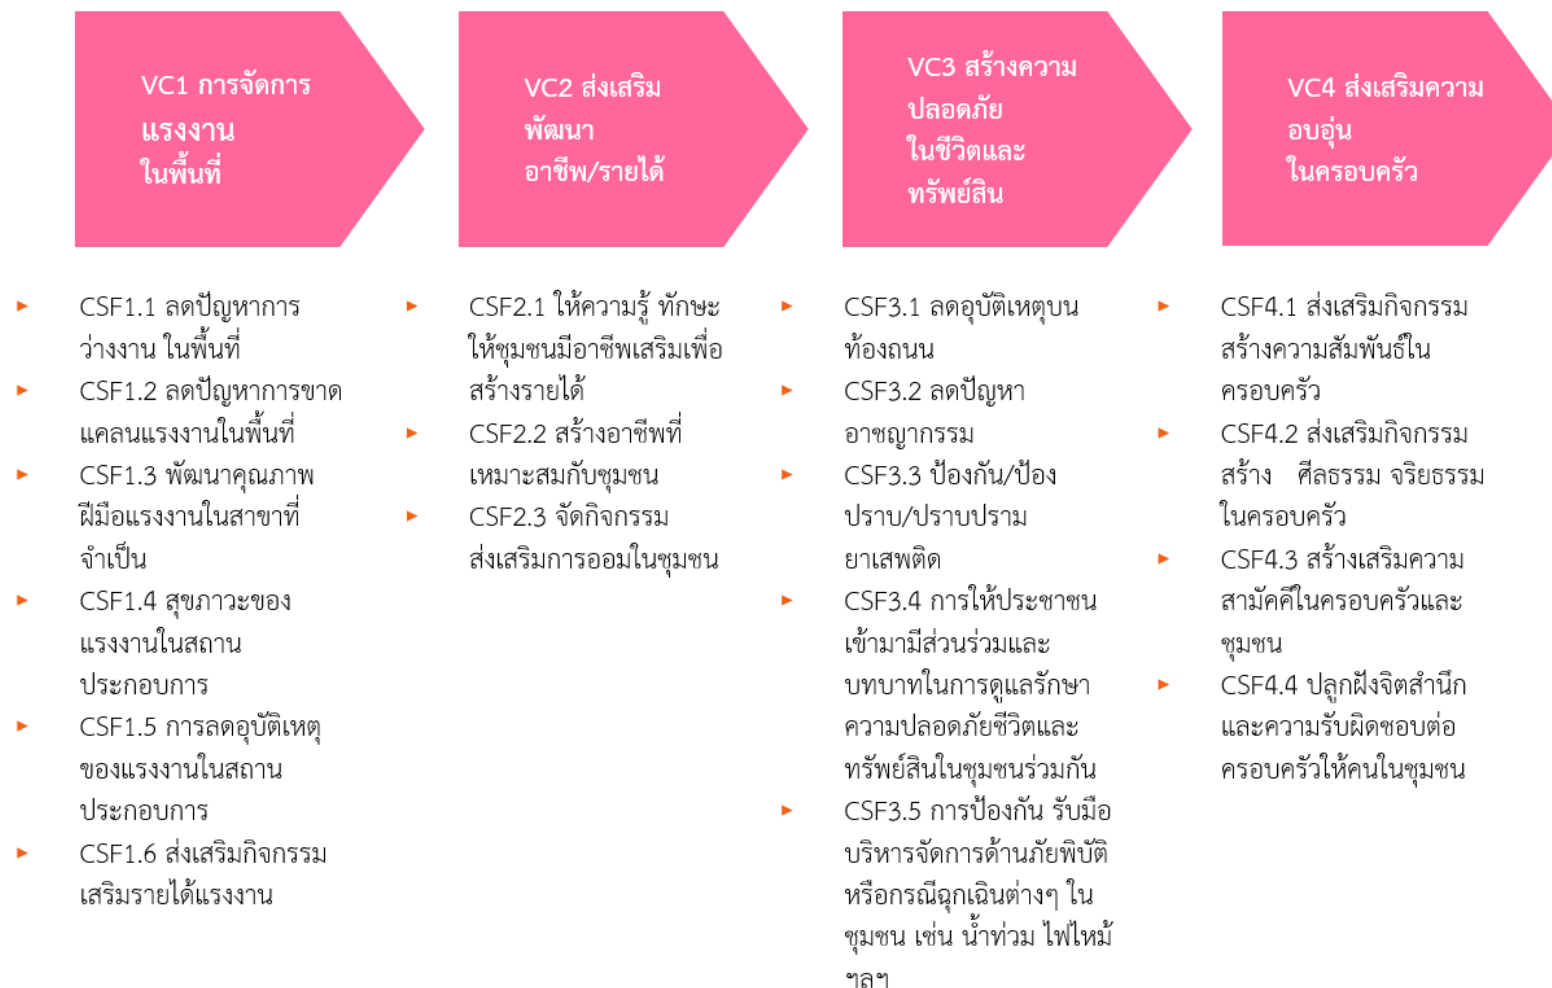 VC1 การจัดการ
แรงงาน
ในพื้นที่
VC2 ส่งเสริม
พัฒนา
อาชีพ/รายได้
VC3 สร้างความ
ปลอดภัย
ในชีวิตและ
ทรัพย์สิน
VC4 ส่งเสริมความ
อบอุ่น
ในครอบครัว
CSF1.1 ลดปัญหาการ
ว่างงาน ในพื้นที่
CSF1.2 ลดปัญหาการขาด
แคลนแรงงานในพื้นที่
CSF1.3 พัฒนาคุณภาพ
ฝีมือแรงงานในสาขาที่
จำเป็น
CSF1.4 สุขภาวะของ
แรงงานในสถาน
ประกอบการ
CSF1.5 การลดอุบัติเหตุ
ของแรงงานในสถาน
ประกอบการ
CSF1.6 ส่งเสริมกิจกรรม
เสริมรายได้แรงงาน
CSF2.1 ให้ความรู้ ทักษะ
ให้ชุมชนมีอาชีพเสริมเพื่อ
สร้างรายได้
CSF2.2 สร้างอาชีพที่
เหมาะสมกับชุมชน
CSF2.3 จัดกิจกรรม
ส่งเสริมการออมในชุมชน
CSF3.1 ลดอุบัติเหตุบน
ท้องถนน
CSF3.2 ลดปัญหา
อาชญากรรม
CSF3.3 ป้องกัน/ป้อง
ปราบ/ปราบปราม
ยาเสพติด
CSF3.4 การให้ประชาชน
เข้ามามีส่วนร่วมและ
บทบาทในการดูแลรักษา
ความปลอดภัยชีวิตและ
ทรัพย์สินในชุมชนร่วมกัน
CSF3.5 การป้องกัน รับมือ
บริหารจัดการด้านภัยพิบัติ
หรือกรณีฉุกเฉินต่างๆ ใน
ชุมชน เช่น น้ำท่วม ไฟไหม้
ฯลฯ
CSF4.1 ส่งเสริมกิจกรรม
สร้างความสัมพันธ์ใน
ครอบครัว
CSF4.2 ส่งเสริมกิจกรรม
สร้าง ศีลธรรม จริยธรรม
ในครอบครัว
CSF4.3 สร้างเสริมความ
สามัคคีในครอบครัวและ
ชุมชน
CSF4.4 ปลูกฝังจิตสำนึก
และความรับผิดชอบต่อ
ครอบครัวให้คนในชุมชน